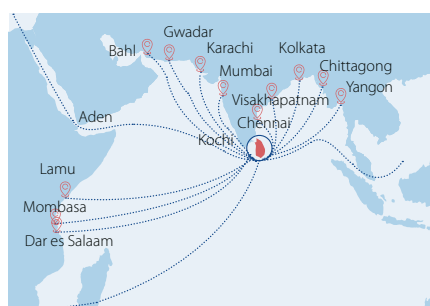 Gwadar
Bahl
Karachi
Kolkata
Chittagong
Mumbai
Yangon
Visakhapatnam
Aden
Chennai
Kochi
Lamu
Mombasa
Dar es Salaam